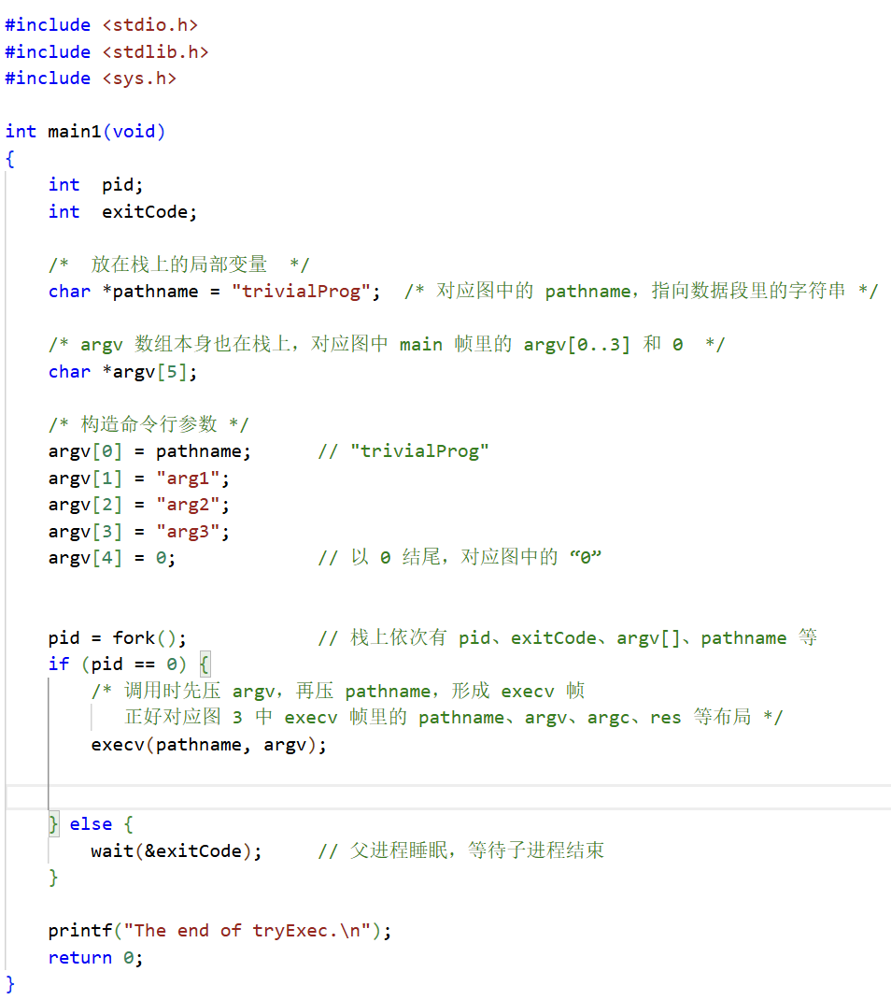 #include <stdio.h>
#include <stdlib.h>
#include <sys.h>
int main1(void)
{
int  pid;
int  exitCode;
/*  放在栈上的局部变量  */
char *pathname = "trivialProg";  /* 对应图中的 pathname，指向数据段里的字符串 */
/* argv 数组本身也在栈上，对应图中 main 帧里的 argv[0..3] 和 0  */
char *argv[5];
/* 构造命令行参数 */
argv[0] = pathname;      // "trivialProg"
argv[1] = "arg1";
argv[2] = "arg2";
argv[3] = "arg3";
argv[4] = 0;             // 以 0 结尾，对应图中的 “0”
pid = fork();            // 栈上依次有 pid、exitCode、argv[]、pathname 等
if (pid == 0) {
/* 调用时先压 argv，再压 pathname，形成 execv 帧
正好对应图 3 中 execv 帧里的 pathname、argv、argc、res 等布局 */
execv(pathname, argv);
} else {
wait(&exitCode);     // 父进程睡眠，等待子进程结束
}
printf("The end of tryExec.\n");
return 0;
}